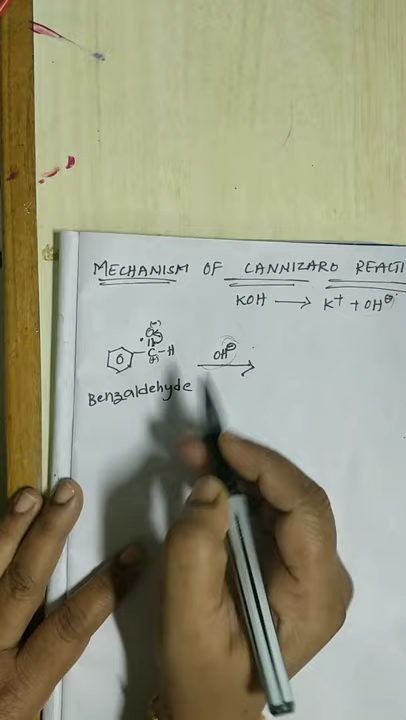 MECHANISM OF CANNIZARO REACTI
KOH → K⁺ + OH⊖
O
C-H
OH⊖
Benzaldehyde